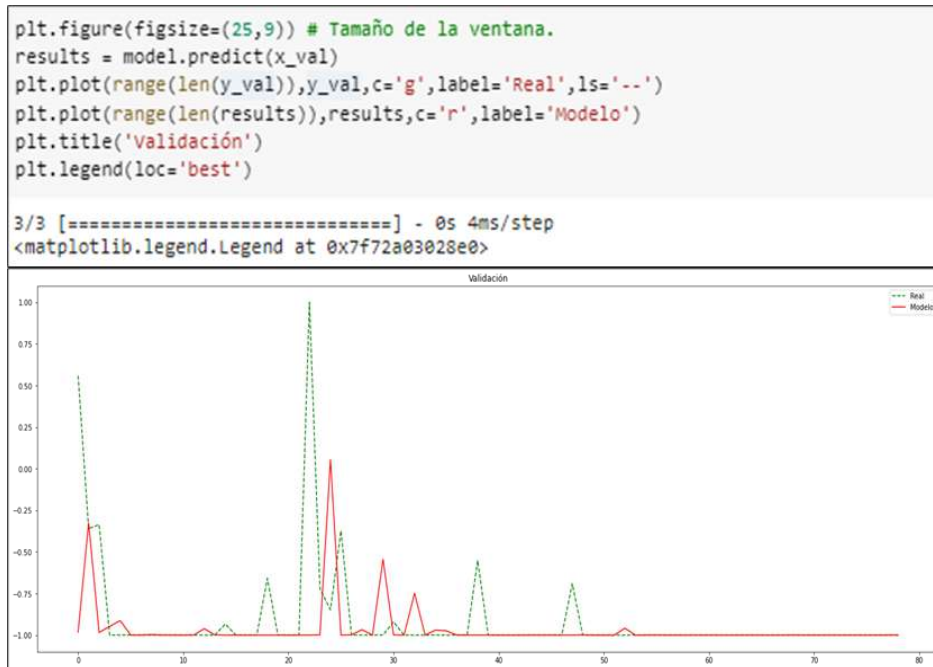 plt.figure(figsize=(25,9)) # Tamaño de la ventana.
results = model.predict(x_val)
plt.plot(range(len(y_val)),y_val,c='g',label='Real',ls='--')
plt.plot(range(len(results)),results,c='r',label='Modelo')
plt.title('Validación')
plt.legend(loc='best')
3/3 [==============================] - 0s 4ms/step
<matplotlib.legend.Legend at 0x7f72a03028e0>
Validación
Real
Modelo
1.00
0.75
0.50
0.25
0.00
−0.25
−0.50
−0.75
−1.00
0 10 20 30 40 50 60 70 80